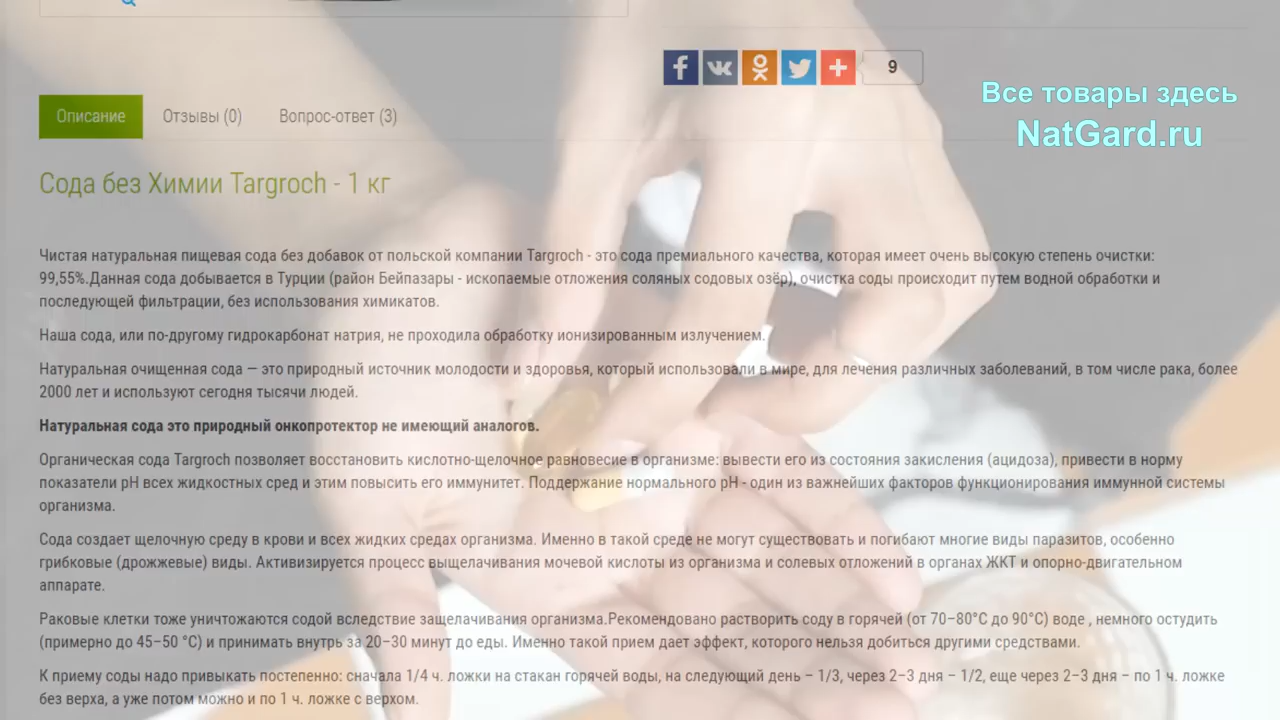 9
Все товары здесь
NatGard.ru
Описание Отзывы (0) Вопрос-ответ (3)
Сода без Химии Targroch - 1 кг
Чистая натуральная пищевая сода без добавок от польской компании Targroch - это сода премиального качества, которая имеет очень высокую степень очистки:
99,55%.Данная сода добывается в Турции (район Бейпазары - ископаемые отложения соляных содовых озёр), очистка соды происходит путем водной обработки и
последующей фильтрации, без использования химикатов.
Наша сода, или по-другому гидрокарбонат натрия, не проходила обработку ионизированным излучением.
Натуральная очищенная сода — это природный источник молодости и здоровья, который использовали в мире, для лечения различных заболеваний, в том числе рака, более
2000 лет и используют сегодня тысячи людей.
Натуральная сода это природный онкопротектор не имеющий аналогов.
Органическая сода Targroch позволяет восстановить кислотно-щелочное равновесие в организме: вывести его из состояния закисления (ацидоза), привести в норму
показатели pH всех жидкостных сред и этим повысить его иммунитет. Поддержание нормального pH - один из важнейших факторов функционирования иммунной системы
организма.
Сода создает щелочную среду в крови и всех жидких средах организма. Именно в такой среде не могут существовать и погибают многие виды паразитов, особенно
грибковые (дрожжевые) виды. Активизируется процесс выщелачивания мочевой кислоты из организма и солевых отложений в органах ЖКТ и опорно-двигательном
аппарате.
Раковые клетки тоже уничтожаются содой вследствие защелачивания организма.Рекомендовано растворить соду в горячей (от 70–80°С до 90°С) воде , немного остудить
(примерно до 45–50 °С) и принимать внутрь за 20–30 минут до еды. Именно такой прием дает эффект, которого нельзя добиться другими средствами.
К приему соды надо привыкать постепенно: сначала 1/4 ч. ложки на стакан горячей воды, на следующий день – 1/3, через 2–3 дня – 1/2, еще через 2–3 дня – по 1 ч. ложке
без верха, а уже потом можно и по 1 ч. ложке с верхом.